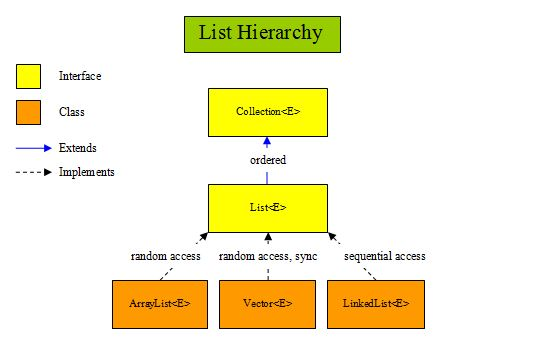 List Hierarchy
Interface
Class
Extends
Implements
Collection<E>
ordered
List<E>
random access
random access, sync
sequential access
ArrayList<E>
Vector<E>
LinkedList<E>